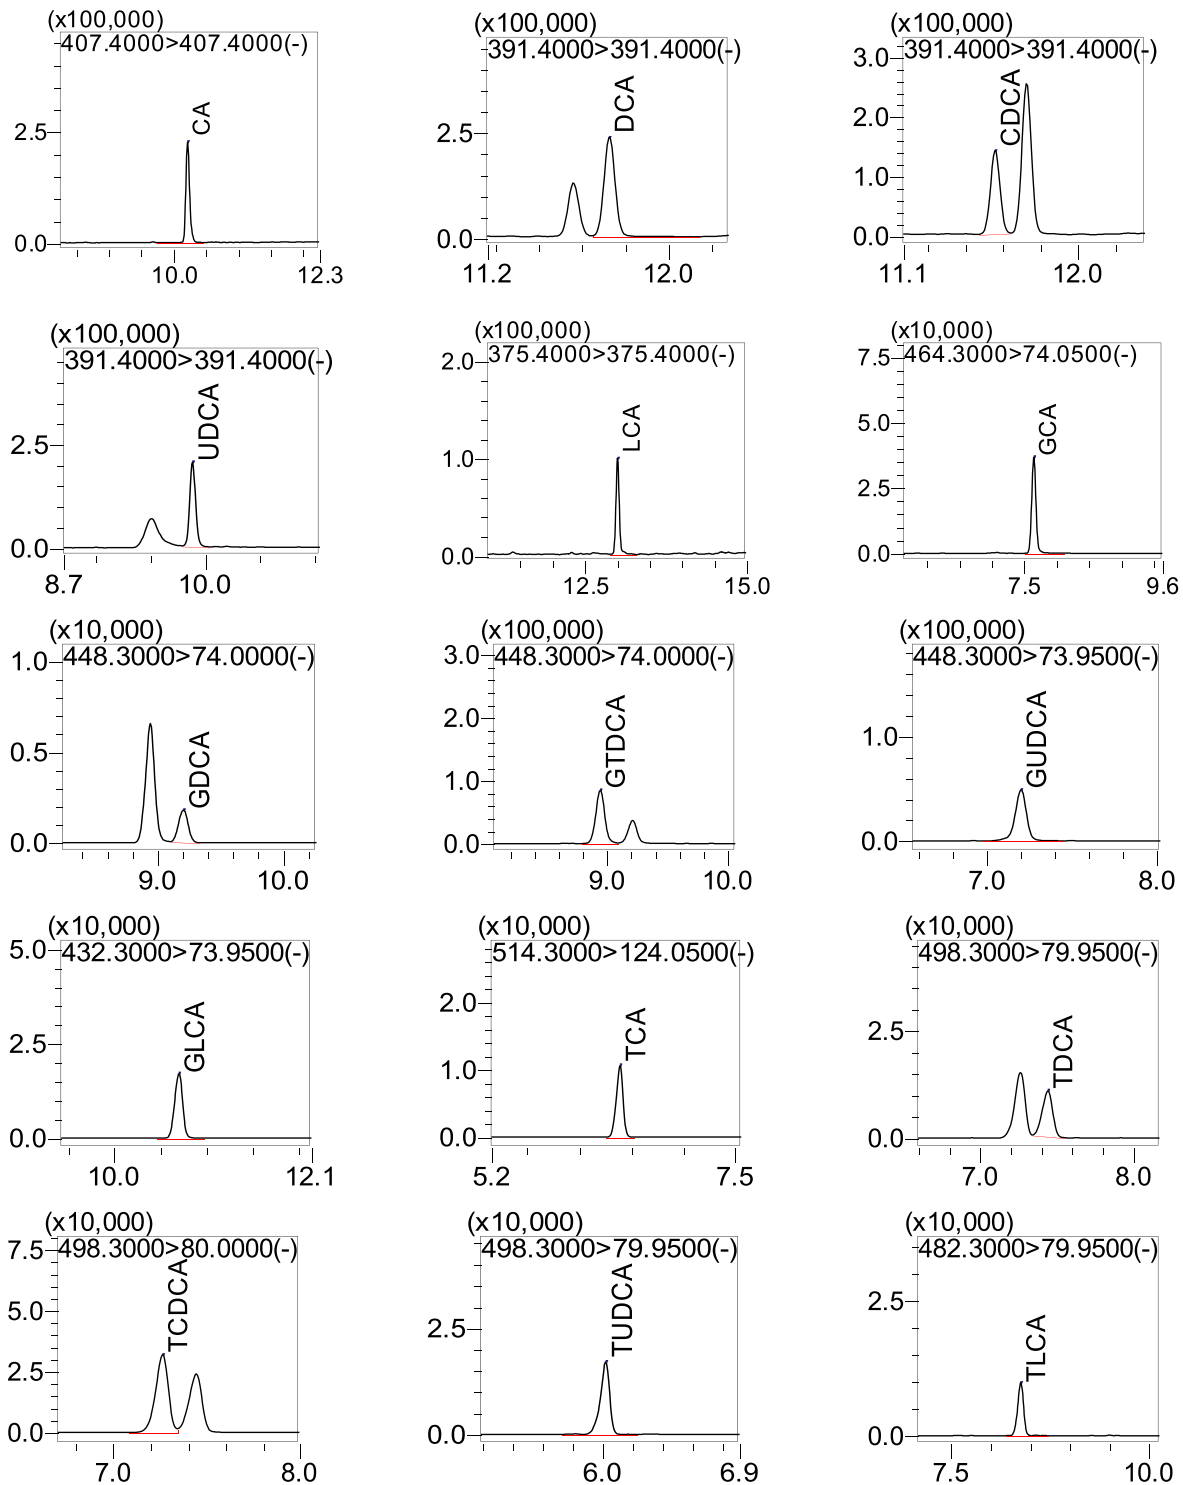 (x100,000)
407.4000>407.4000(-)
CA
2.5
0.0
10.0
12.3
(x100,000)
391.4000>391.4000(-)
DCA
2.5
0.0
11.2
12.0
(x100,000)
391.4000>391.4000(-)
CDCA
3.0
2.0
1.0
0.0
11.1
12.0
(x100,000)
391.4000>391.4000(-)
UDCA
2.5
0.0
8.7
10.0
(x100,000)
375.4000>375.4000(-)
LCA
2.0
1.0
0.0
12.5
15.0
(x10,000)
464.3000>74.0500(-)
GCA
7.5
5.0
2.5
0.0
7.5
9.6
(x10,000)
448.3000>74.0000(-)
GDCA
1.0
0.5
0.0
9.0
10.0
(x100,000)
448.3000>74.0000(-)
GTDCA
3.0
2.0
1.0
0.0
9.0
10.0
(x100,000)
448.3000>73.9500(-)
GUDCA
1.0
0.0
7.0
8.0
(x10,000)
432.3000>73.9500(-)
GLCA
5.0
2.5
0.0
10.0
12.1
(x10,000)
514.3000>124.0500(-)
TCA
2.0
1.0
0.0
5.2
7.5
(x10,000)
498.3000>79.9500(-)
TDCA
2.5
0.0
7.0
8.0
(x10,000)
498.3000>80.0000(-)
TCDCA
7.5
5.0
2.5
0.0
7.0
8.0
(x10,000)
498.3000>79.9500(-)
TUDCA
2.5
0.0
6.0
6.9
(x10,000)
482.3000>79.9500(-)
TLCA
2.5
0.0
7.5
10.0